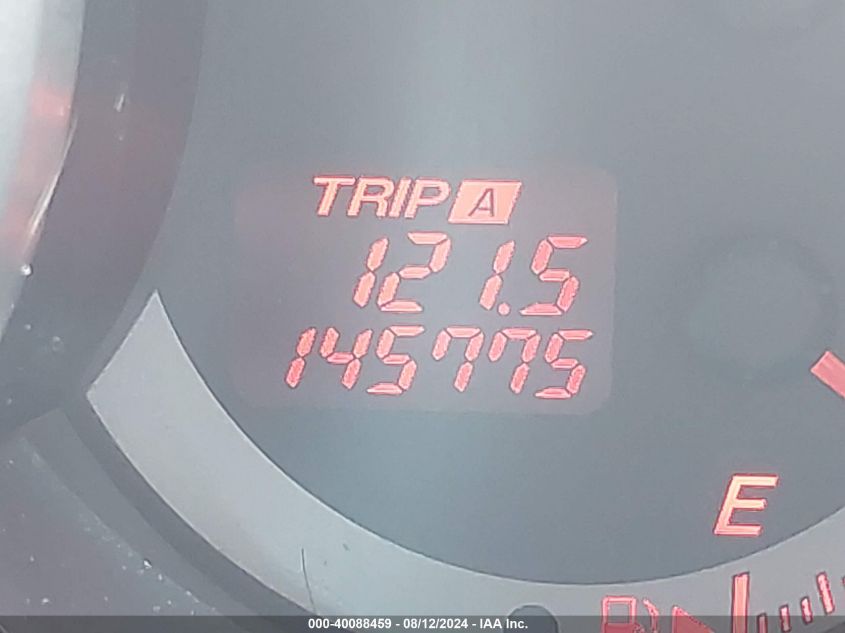 TRIP A
121.5
145775
E
000-40088459 - 08/12/2024 - IAA Inc.